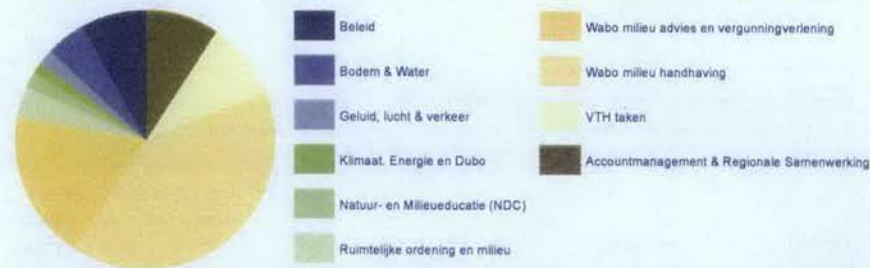 Beleid
Bodem & Water
Geluid, lucht & verkeer
Klimaat. Energie en Dubo
Natuur- en Milieueducatie (NDC)
Ruimtelijke ordening en milieu
Wabo milieu advies en vergunningverlening
Wabo milieu handhaving
VTH taken
Accountmanagement & Regionale Samenwerking